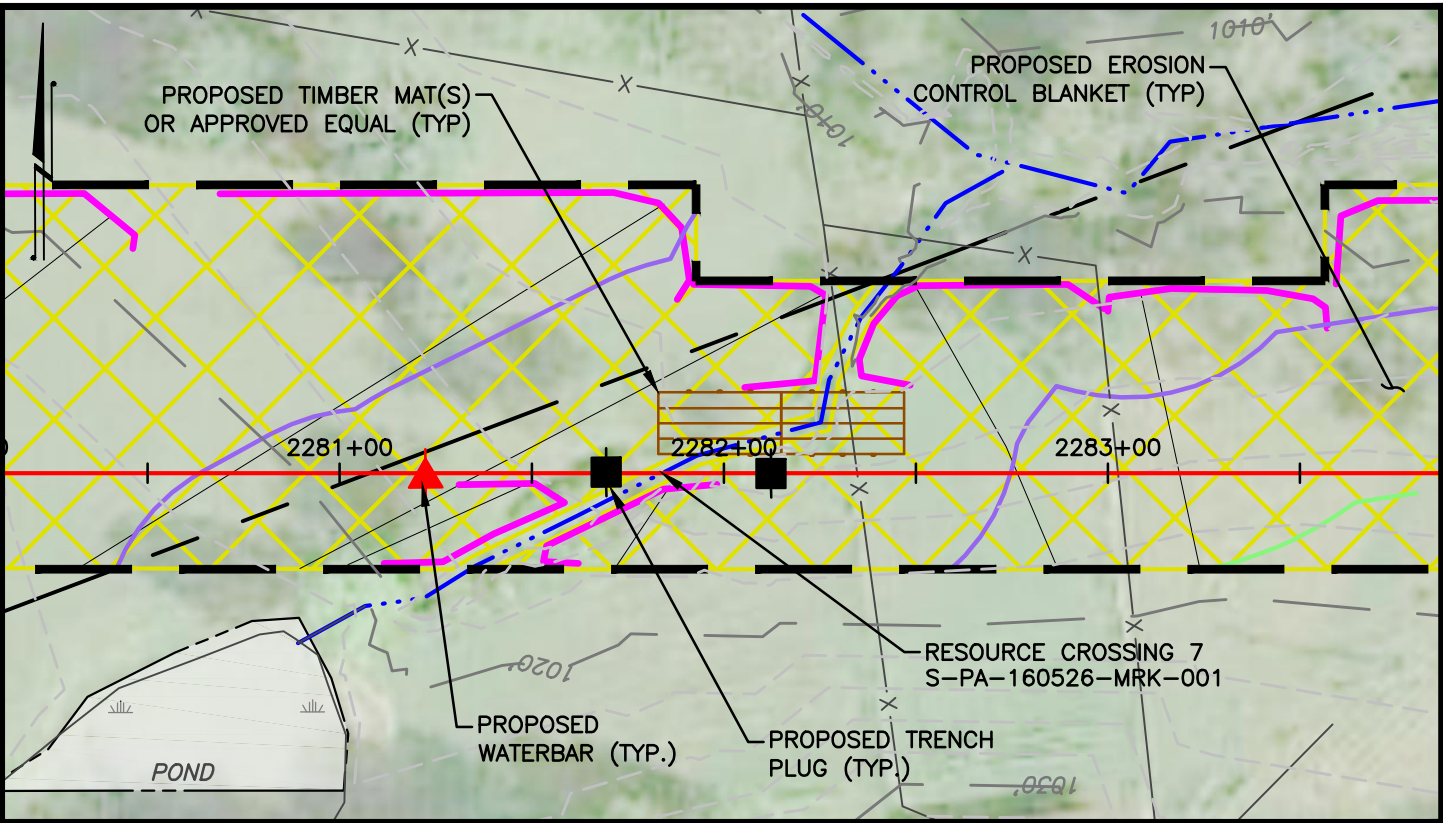 1010'
PROPOSED EROSION
CONTROL BLANKET (TYP)
PROPOSED TIMBER MAT(S)
OR APPROVED EQUAL (TYP)
1010'
2281+00
2282+00
2283+00
RESOURCE CROSSING 7
S-PA-160526-MRK-001
1020'
PROPOSED
WATERBAR (TYP.)
PROPOSED TRENCH
PLUG (TYP.)
POND
1030'